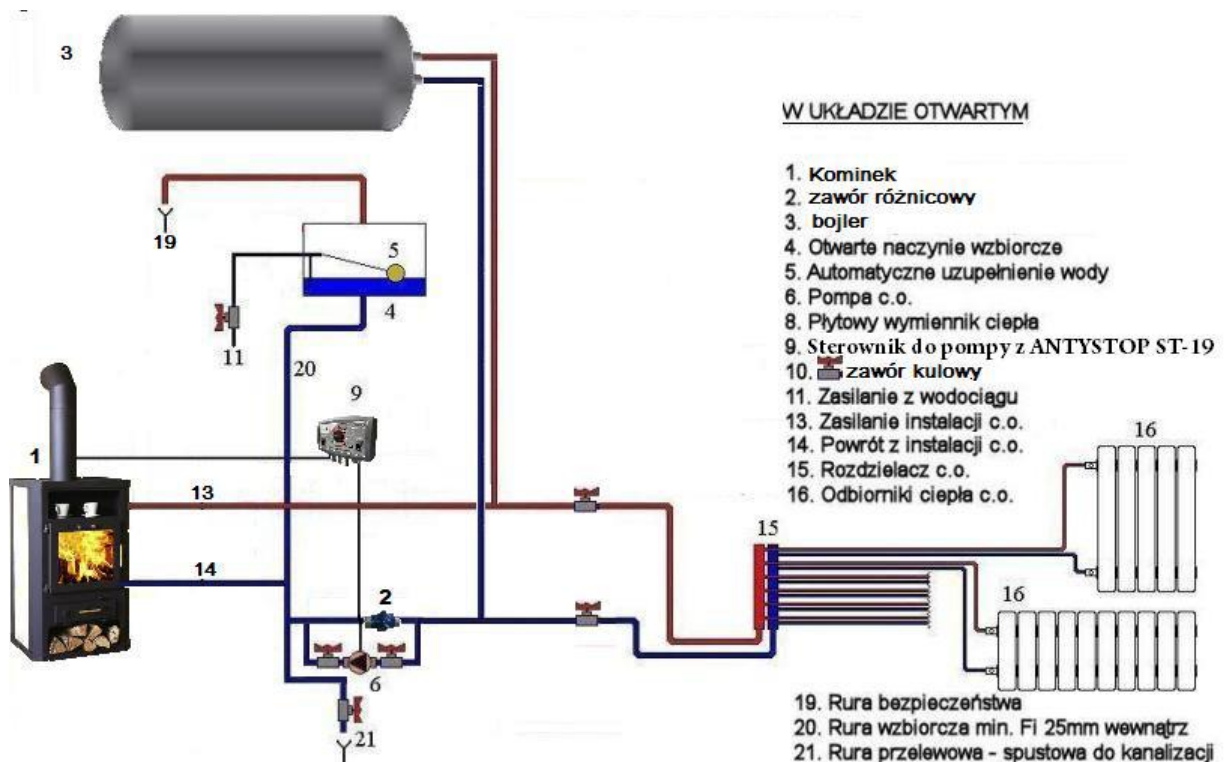 3
W UKŁADZIE OTWARTYM
1. Kominek
2. zawór różnicowy
3. bojler
4. Otwarte naczynie wzbiorcze
5. Automatyczne uzupełnienie wody
6. Pompa c.o.
8. Płytowy wymiennik ciepła
9. Sterownik do pompy z ANTYSTOP ST-19
10. zawór kulowy
11. Zasilanie z wodociągu
13. Zasilanie instalacji c.o.
14. Powrót z instalacji c.o.
15. Rozdzielacz c.o.
16. Odbiorniki ciepła c.o.
19
5
4
11
20
9
1
13
14
2
6
21
15
16
16
19. Rura bezpieczeństwa
20. Rura wzbiorcza min. Fi 25mm wewnątrz
21. Rura przelewowa - spustowa do kanalizacji